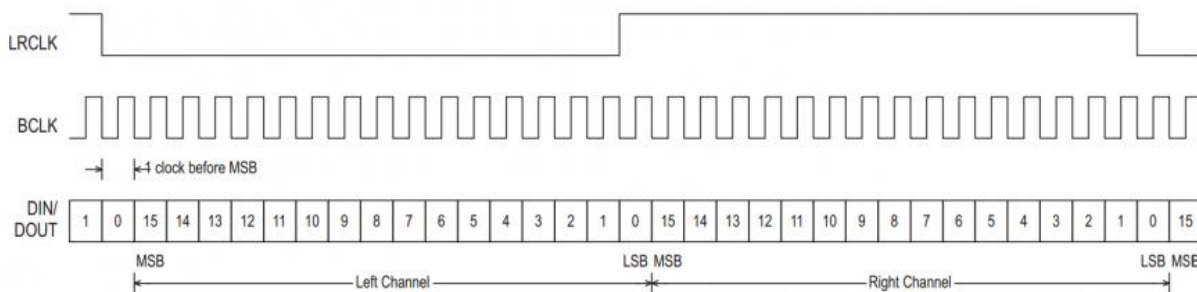 LRCLK
BCLK
1 clock before MSB
DIN/
DOUT
1 0 15 14 13 12 11 10 9 8 7 6 5 4 3 2 1 0 15 14 13 12 11 10 9 8 7 6 5 4 3 2 1 0 15
MSB LSB MSB LSB MSB
Left Channel Right Channel